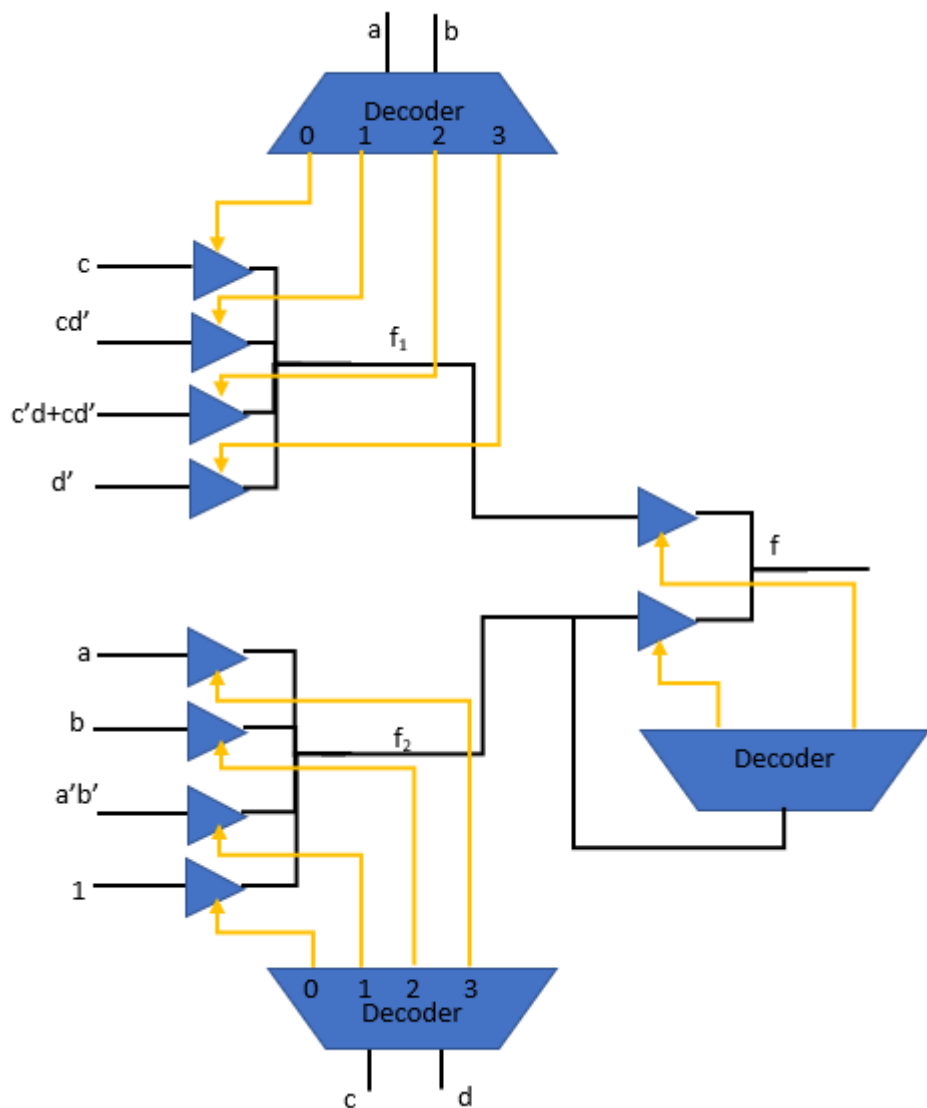 a b
Decoder
0 1 2 3
c
cd’
f₁
c’d+cd’
d’
f
a
b
f₂
Decoder
a’b’
1
0 1 2 3
Decoder
c d